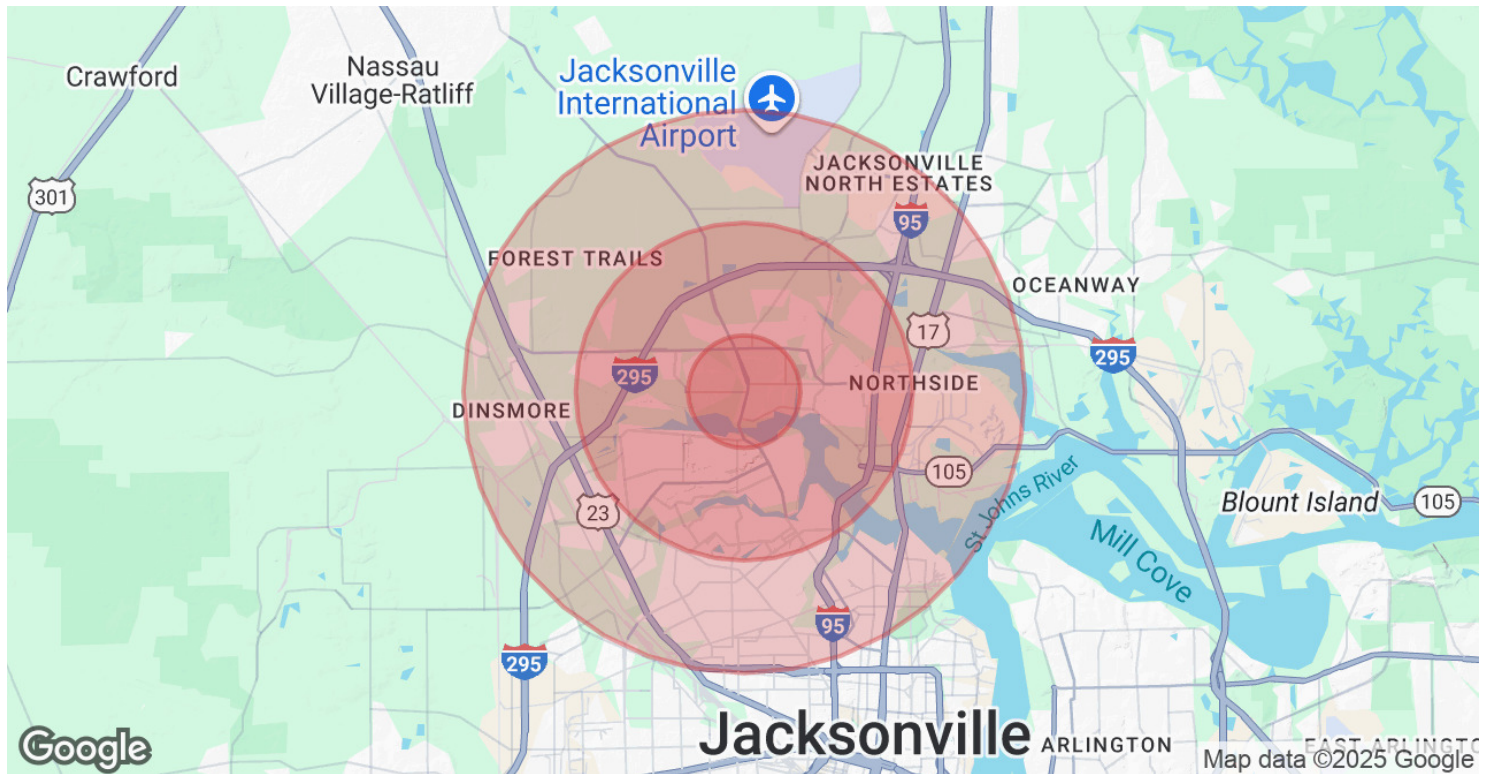 Crawford
Nassau
Village-Ratliff
Jacksonville
International
Airport
JACKSONVILLE
NORTH ESTATES
301
95
FOREST TRAILS
OCEANWAY
17
295
295
NORTHSIDE
DINSMORE
105
St Johns River
Blount Island
105
23
Mill Cove
95
295
Jacksonville
ARLINGTON
EAST ARLINGTO
Google
Map data ©2025 Google